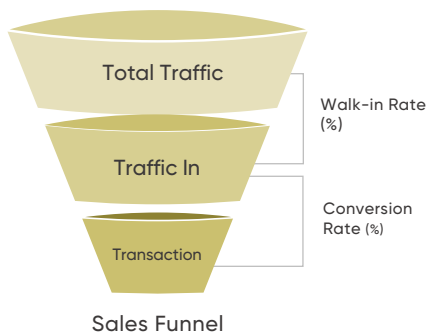 Total Traffic
Walk-in Rate
(%)
Traffic In
Conversion
Rate (%)
Transaction
Sales Funnel